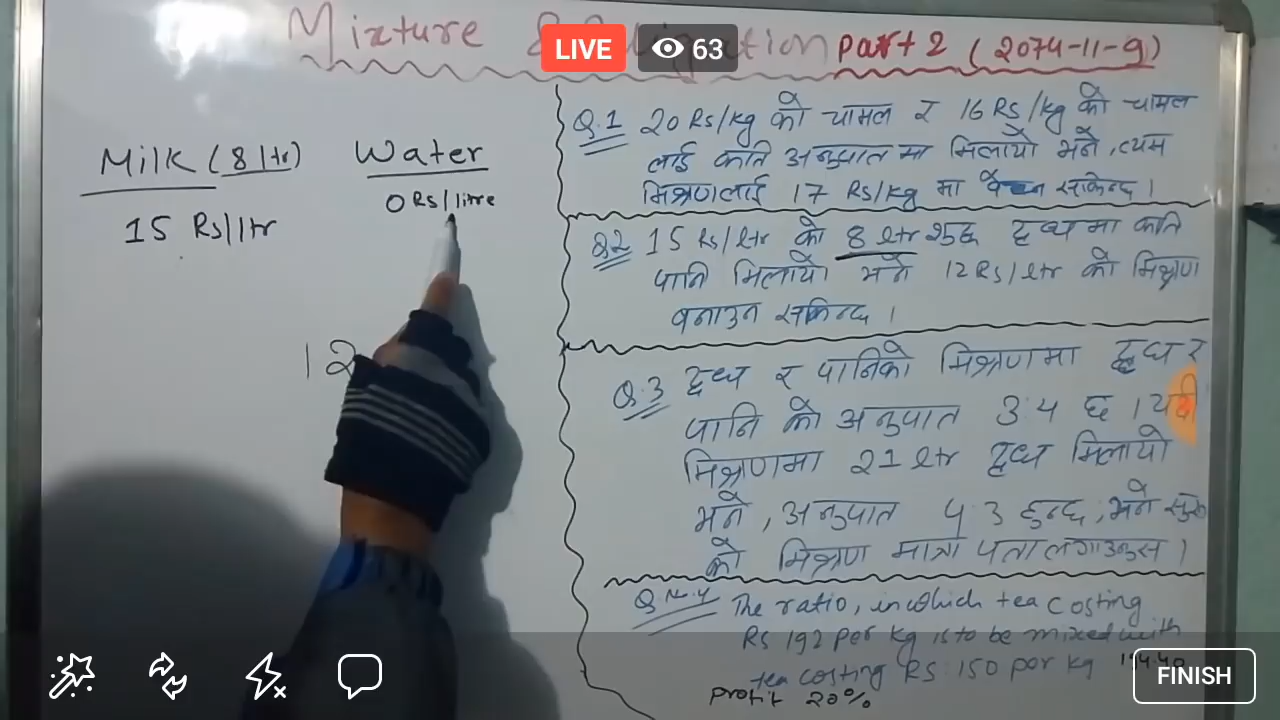 Mixture & Alligation Part 2 (2074-11-9)
LIVE 63
Milk (8 ltr) Water
15 Rs/ltr 0 Rs/litre
12
Q.1 20 Rs/kg को चामल र 16 Rs/kg को चामल
लाई कति अनुपात मा मिलायो भने, त्यस
मिश्रणलाई 17 Rs/kg मा सकिन्छ।
Q.2 15 Rs/ltr को 8 ltr शुद्ध दूधमा कति
पानि मिलायो भने 12 Rs/ltr को मिश्रण
बनाउन सकिन्छ।
Q.3 दूध र पानिको मिश्रणमा दूध र
पानि को अनुपात 3:4 छ। यदी
मिश्रणमा 21 ltr दूध मिलायो
भने, अनुपात 4:3 हुन्छ, भने सुरु
को मिश्रण मात्रा पता लगाउनुस।
Q.N.4 The ratio, in which tea costing
Rs 192 per kg is to be mixed with
tea costing Rs 150 per kg
profit 20%
FINISH